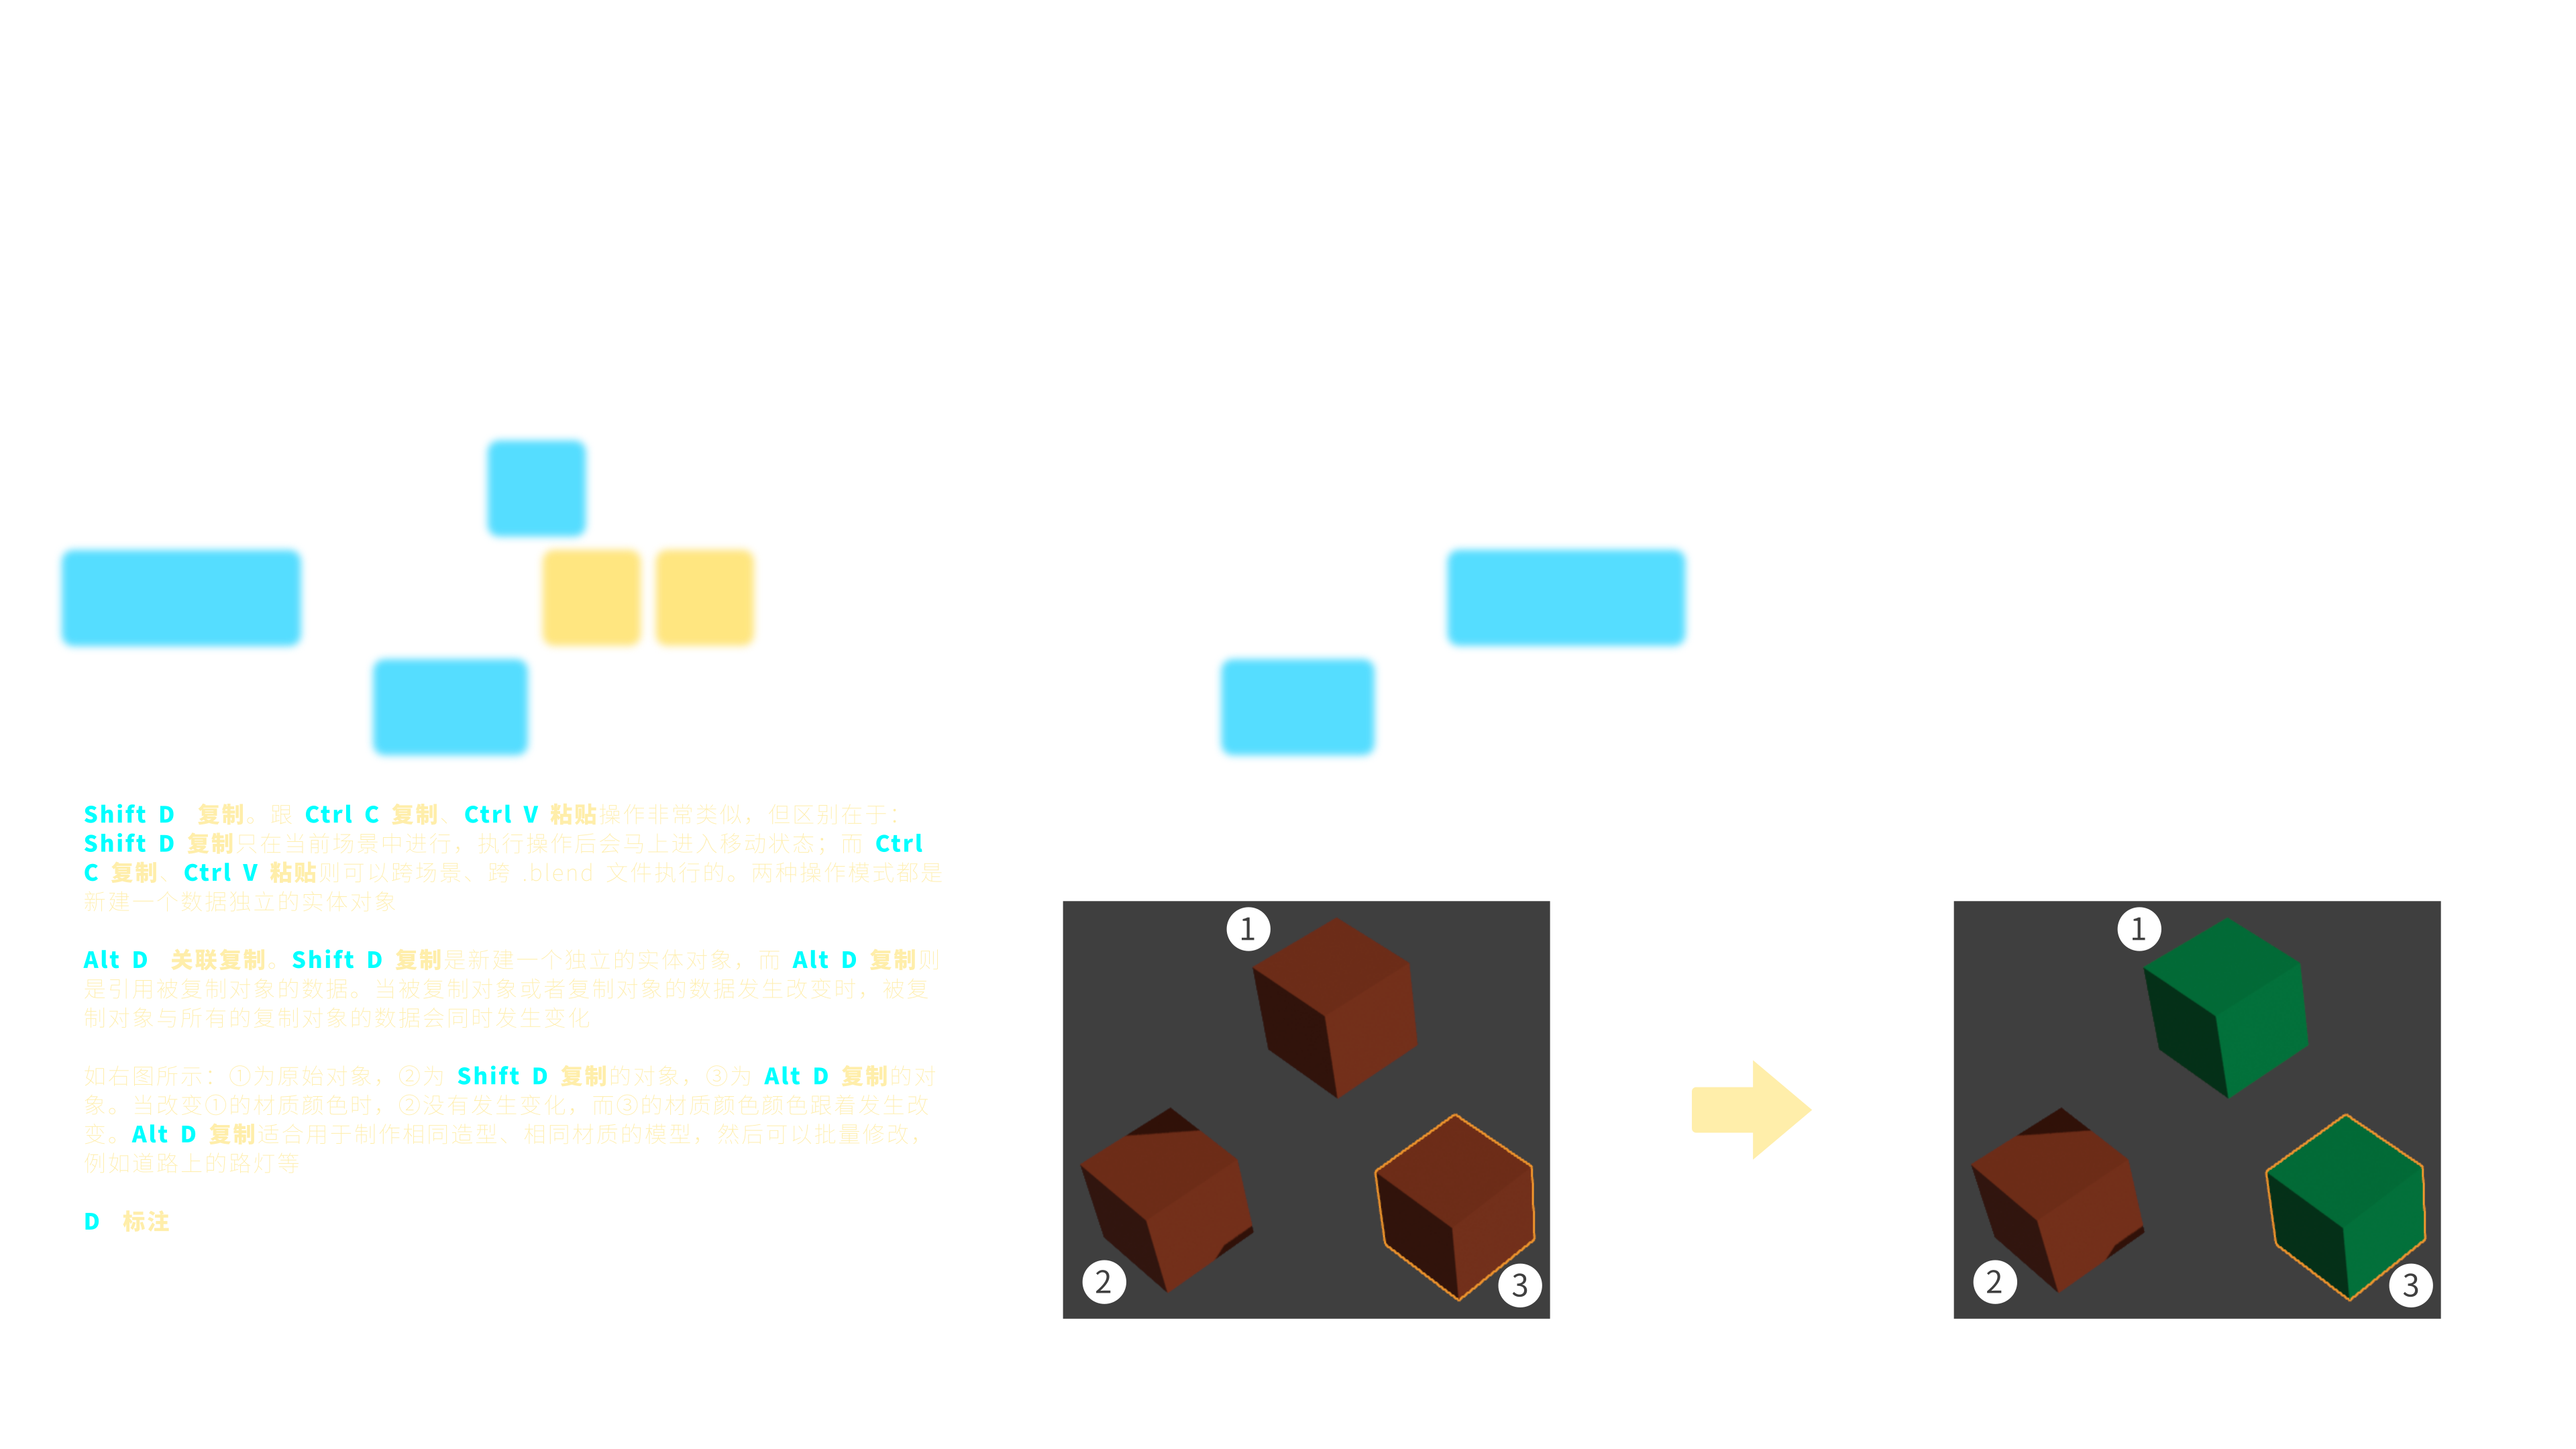 Shift D 复制。跟 Ctrl C 复制、Ctrl V 粘贴操作非常类似，但区别在于：
Shift D 复制只在当前场景中进行，执行操作后会马上进入移动状态；而 Ctrl
C 复制、Ctrl V 粘贴则可以跨场景、跨 .blend 文件执行的。两种操作模式都是
新建一个数据独立的实体对象
Alt D 关联复制。Shift D 复制是新建一个独立的实体对象，而 Alt D 复制则
是引用被复制对象的数据。当被复制对象或者复制对象的数据发生改变时，被复
制对象与所有的复制对象的数据会同时发生变化
如右图所示：①为原始对象，②为 Shift D 复制的对象，③为 Alt D 复制的对
象。当改变①的材质颜色时，②没有发生变化，而③的材质颜色颜色跟着发生改
变。Alt D 复制适合用于制作相同造型、相同材质的模型，然后可以批量修改，
例如道路上的路灯等
D 标注
1
2
3
1
2
3